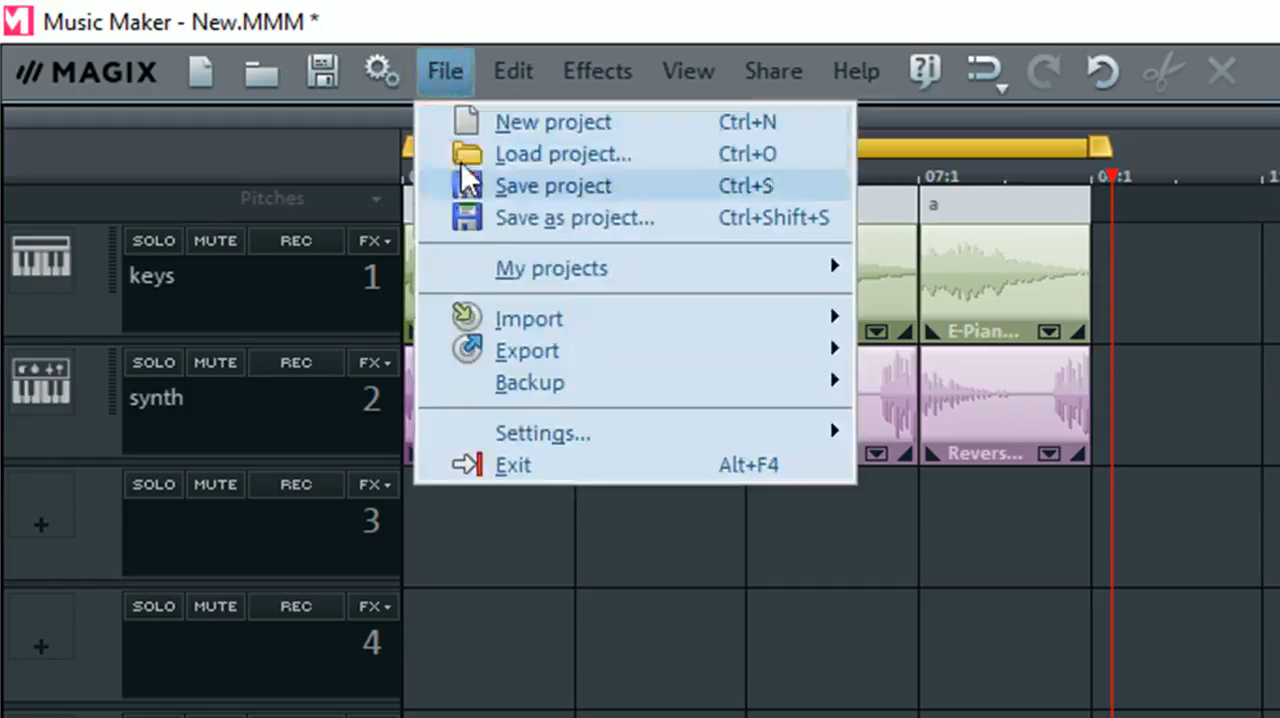 Music Maker - New.MMM *
MAGIX File Edit Effects View Share Help
New project Ctrl+N
Load project... Ctrl+O
Save project Ctrl+S
Save as project... Ctrl+Shift+S
My projects
Import
Export
Backup
Settings...
Exit Alt+F4
07:1
Pitches
a
SOLO MUTE REC FX
keys 1
E-Pian...
SOLO MUTE REC FX
synth 2
Revers...
SOLO MUTE REC FX
3
SOLO MUTE REC FX
4